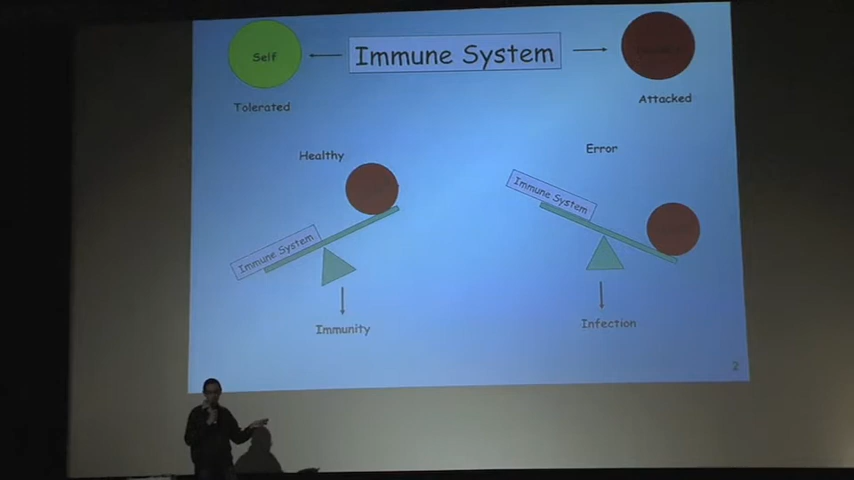 Self
Immune System
Tolerated
Attacked
Healthy
Error
Immune System
Immune System
Immunity
Infection
2